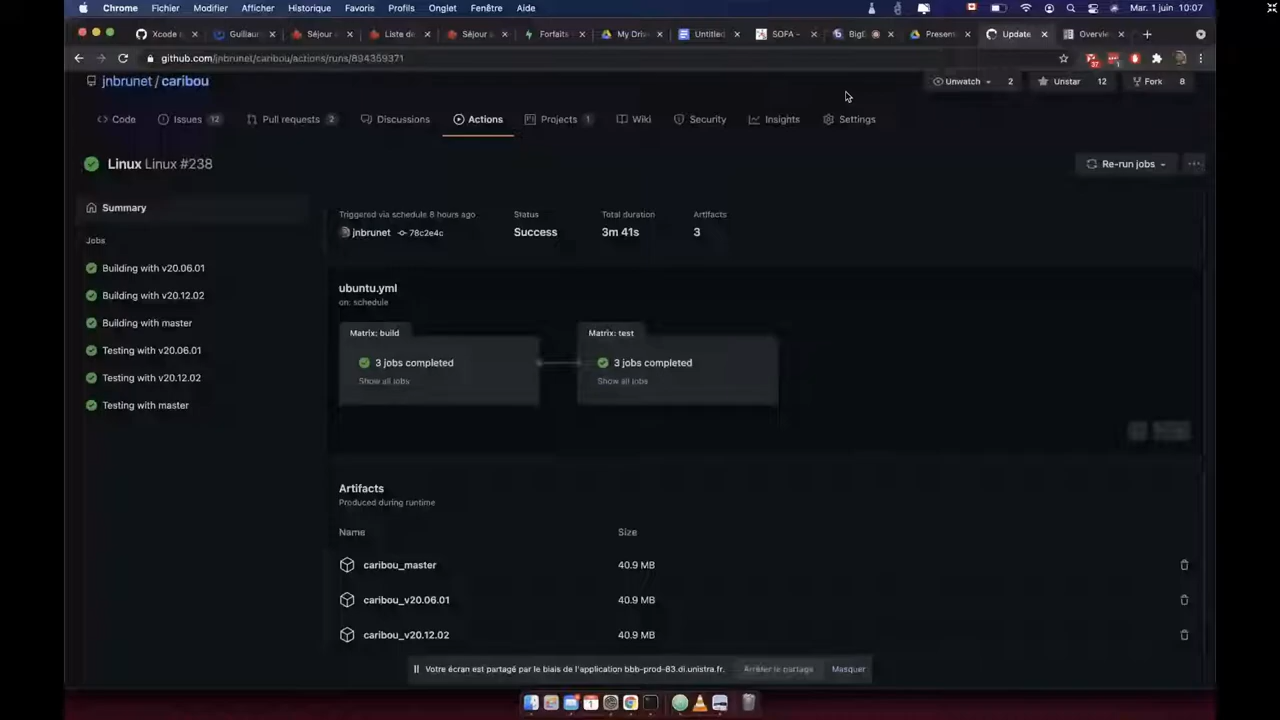 Chrome Fichier Modifier Afficher Historique Favoris Profils Onglet Fenêtre Aide Mar. 1 juin 10:07
Xcode Guillaum Séjour Liste de Séjour Forfaits My Driv Untitled SOFA - BigB Present Update Overvie
github.com/jnbrunet/caribou/actions/runs/894359371
jnbrunet / caribou
Unwatch 2 Unstar 12 Fork 8
Code Issues 12 Pull requests 2 Discussions Actions Projects 1 Wiki Security Insights Settings
Linux Linux #238
Re-run jobs
Summary
Jobs
Building with v20.06.01
Building with v20.12.02
Building with master
Testing with v20.06.01
Testing with v20.12.02
Testing with master
Triggered via schedule 8 hours ago Status Total duration Artifacts
jnbrunet 78c2e4c Success 3m 41s 3
ubuntu.yml
on: schedule
Matrix: build Matrix: test
3 jobs completed 3 jobs completed
Show all jobs Show all jobs
Artifacts
Produced during runtime
Name Size
caribou_master 40.9 MB
caribou_v20.06.01 40.9 MB
caribou_v20.12.02 40.9 MB
Votre écran est partagé par le biais de l'application bbb-prod-83.di.unistra.fr. Arrêter le partage Masquer